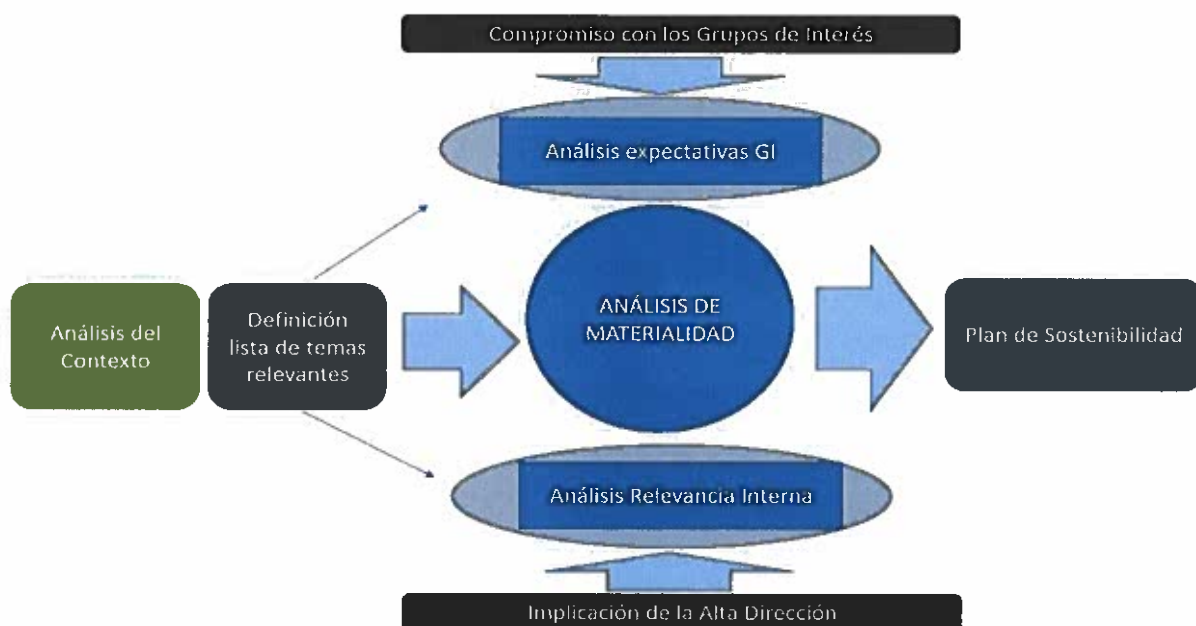 Compromiso con los Grupos de Interés
Análisis expectativas GI
Análisis del
Contexto
Definición
lista de temas
relevantes
ANÁLISIS DE
MATERIALIDAD
Plan de Sostenibilidad
Análisis Relevancia Interna
Implicación de la Alta Dirección